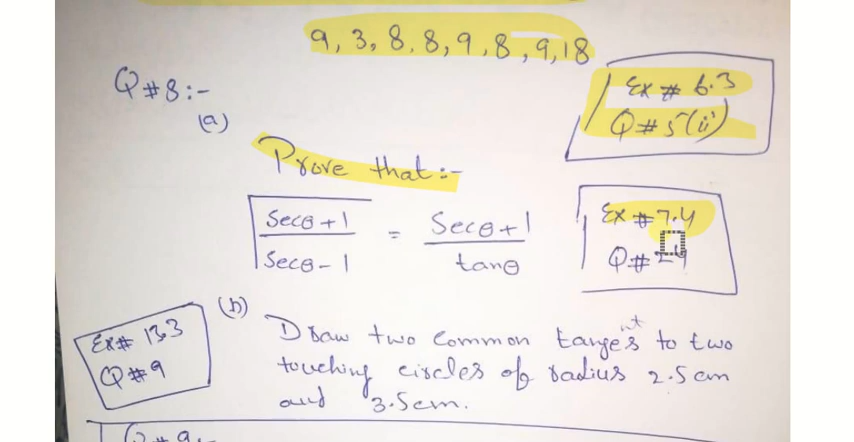 9, 3, 8, 8, 9, 8, 9, 18
Q # 8:-
Ex # 6.3
Q # 5(ii)
(a)
Prove that:-
√(Secθ+1 / Secθ-1) = Secθ+1 / tanθ
Ex # 7.4
Q #
(b)
Draw two common tangents to two
touching circles of radius 2.5 cm
and 3.5cm.
Ex # 13.3
Q # 9
Q # 9:-